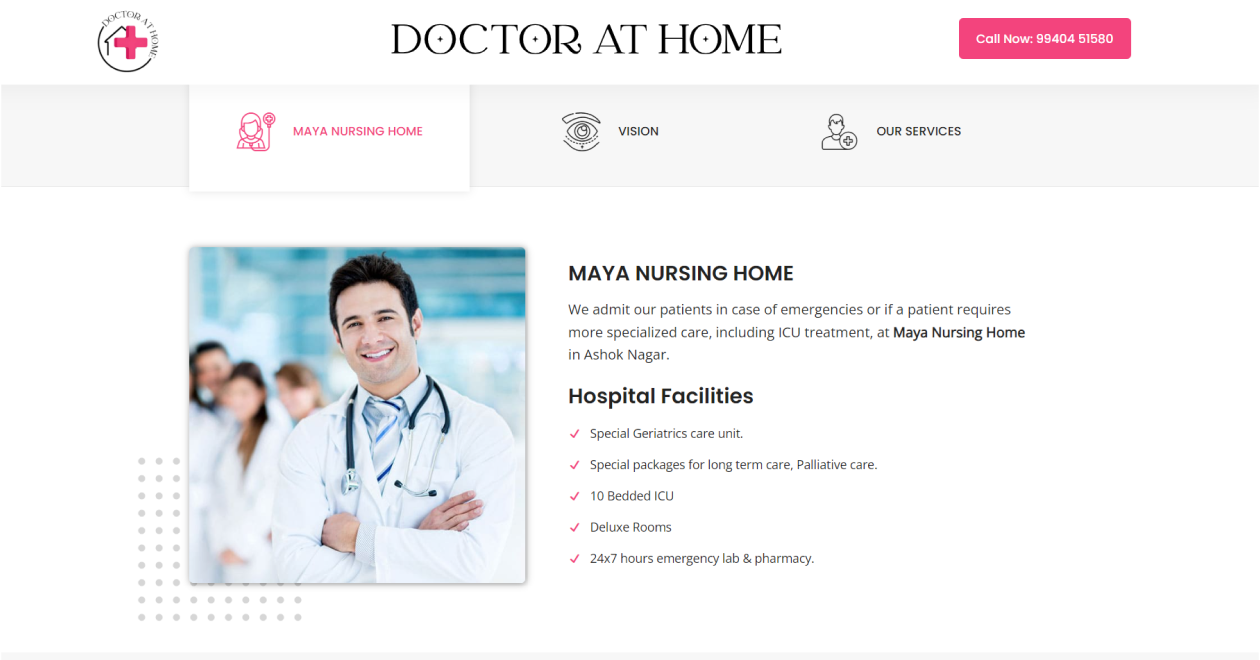 DOCTOR AT HOME
DOCTOR AT HOME
Call Now: 99404 51580
MAYA NURSING HOME
VISION
OUR SERVICES
MAYA NURSING HOME
We admit our patients in case of emergencies or if a patient requires
more specialized care, including ICU treatment, at Maya Nursing Home
in Ashok Nagar.
Hospital Facilities
Special Geriatrics care unit.
Special packages for long term care, Palliative care.
10 Bedded ICU
Deluxe Rooms
24x7 hours emergency lab & pharmacy.